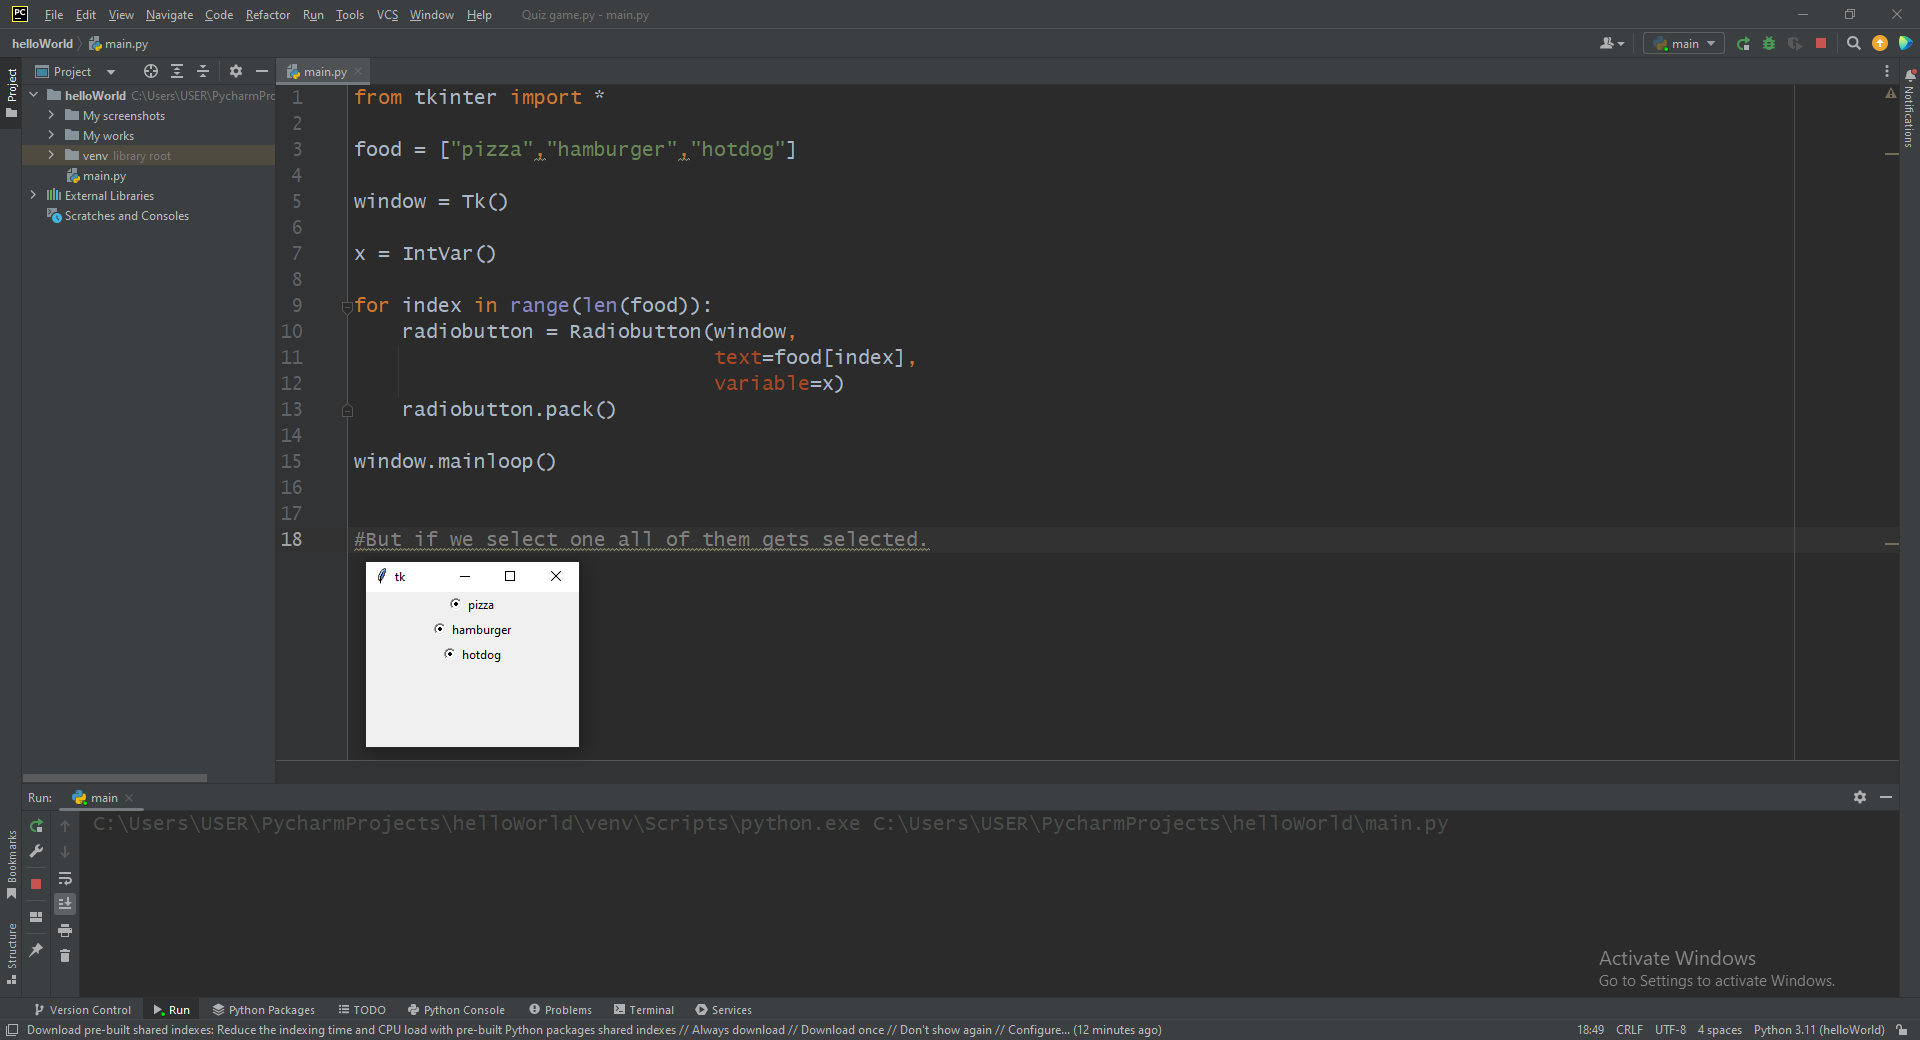 PC File Edit View Navigate Code Refactor Run Tools VCS Window Help Quiz game.py - main.py
helloWorld main.py main
Project
Project
main.py
Notifications
helloWorld C:\Users\USER\PycharmPro
My screenshots
My works
venv library root
main.py
External Libraries
Scratches and Consoles
1 from tkinter import *
2
3 food = ["pizza","hamburger","hotdog"]
4
5 window = Tk()
6
7 x = IntVar()
8
9 for index in range(len(food)):
10 radiobutton = Radiobutton(window,
11 text=food[index],
12 variable=x)
13 radiobutton.pack()
14
15 window.mainloop()
16
17
18 #But if we select one all of them gets selected.
tk
pizza
hamburger
hotdog
Run: main
C:\Users\USER\PycharmProjects\helloWorld\venv\Scripts\python.exe C:\Users\USER\PycharmProjects\helloWorld\main.py
Bookmarks
Structure
Activate Windows
Go to Settings to activate Windows.
Version Control Run Python Packages TODO Python Console Problems Terminal Services
Download pre-built shared indexes: Reduce the indexing time and CPU load with pre-built Python packages shared indexes // Always download // Download once // Don't show again // Configure... (12 minutes ago) 18:49 CRLF UTF-8 4 spaces Python 3.11 (helloWorld)